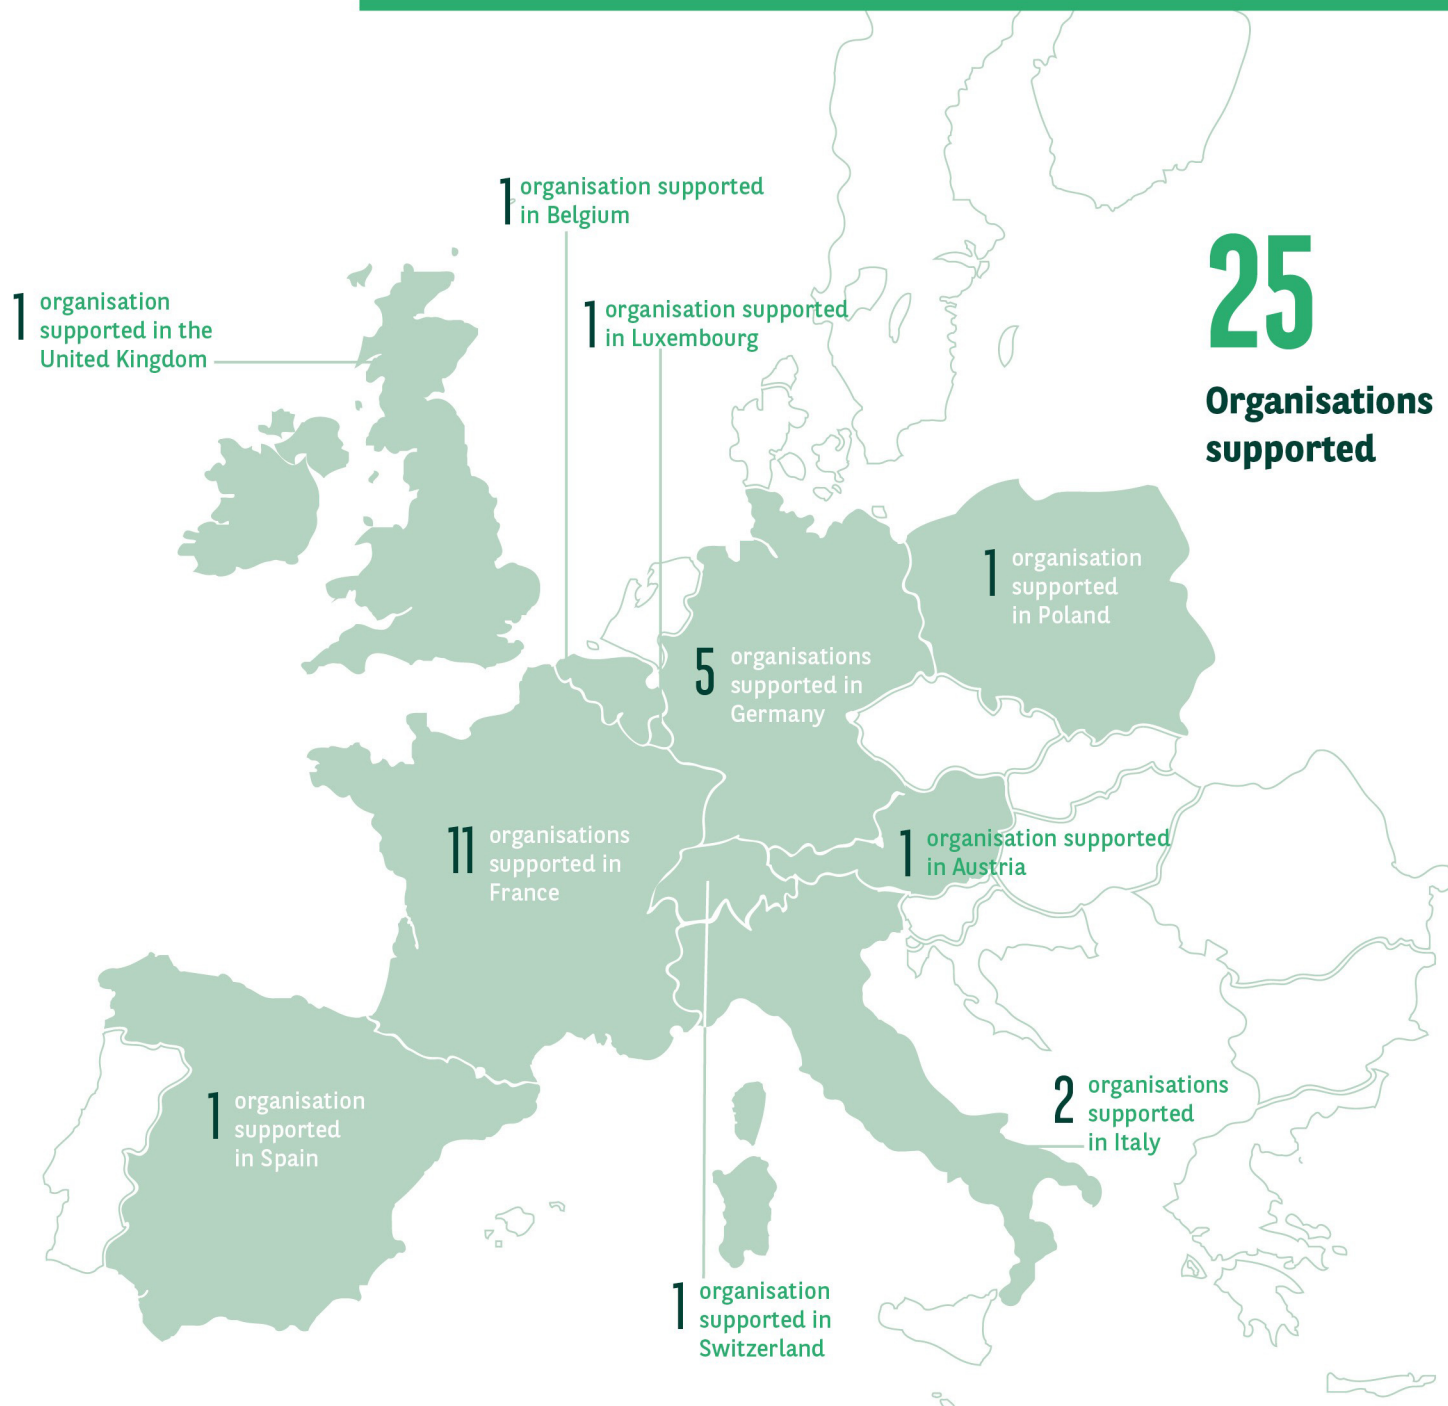 1 organisation supported
in Belgium
1 organisation
supported in the
United Kingdom
1 organisation supported
in Luxembourg
25
Organisations
supported
1 organisation
supported
in Poland
5 organisations
supported in
Germany
11 organisations
supported in
France
1 organisation supported
in Austria
1 organisation
supported
in Spain
2 organisations
supported
in Italy
1 organisation
supported in
Switzerland